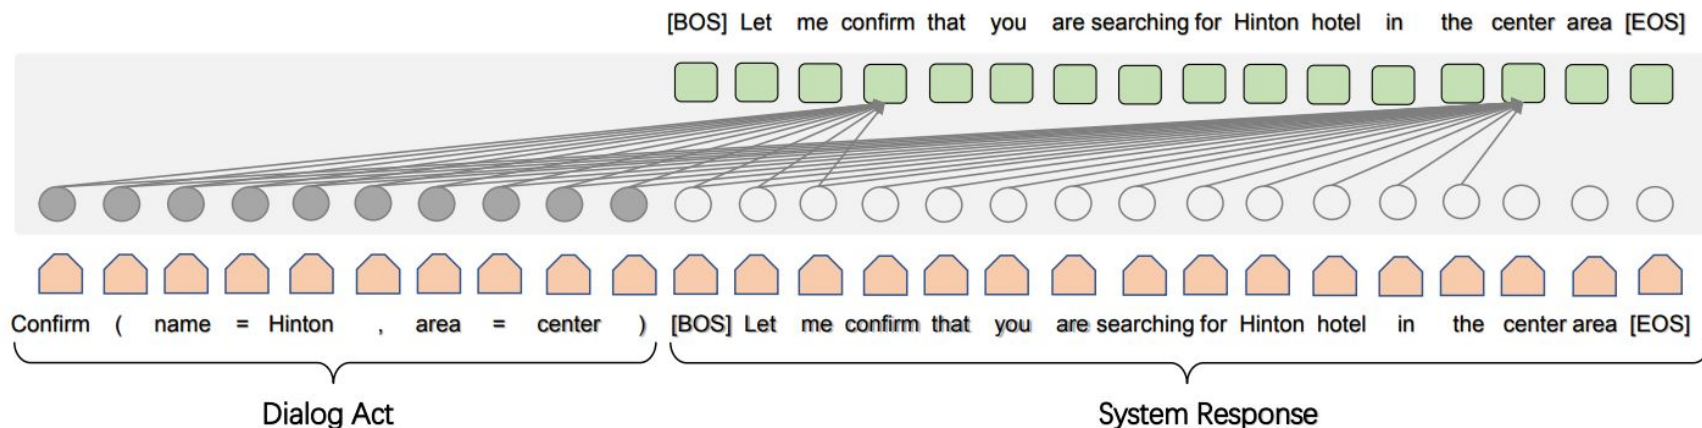 [BOS] Let me confirm that you are searching for Hinton hotel in the center area [EOS]
Confirm ( name = Hinton , area = center ) [BOS] Let me confirm that you are searching for Hinton hotel in the center area [EOS]
Dialog Act System Response